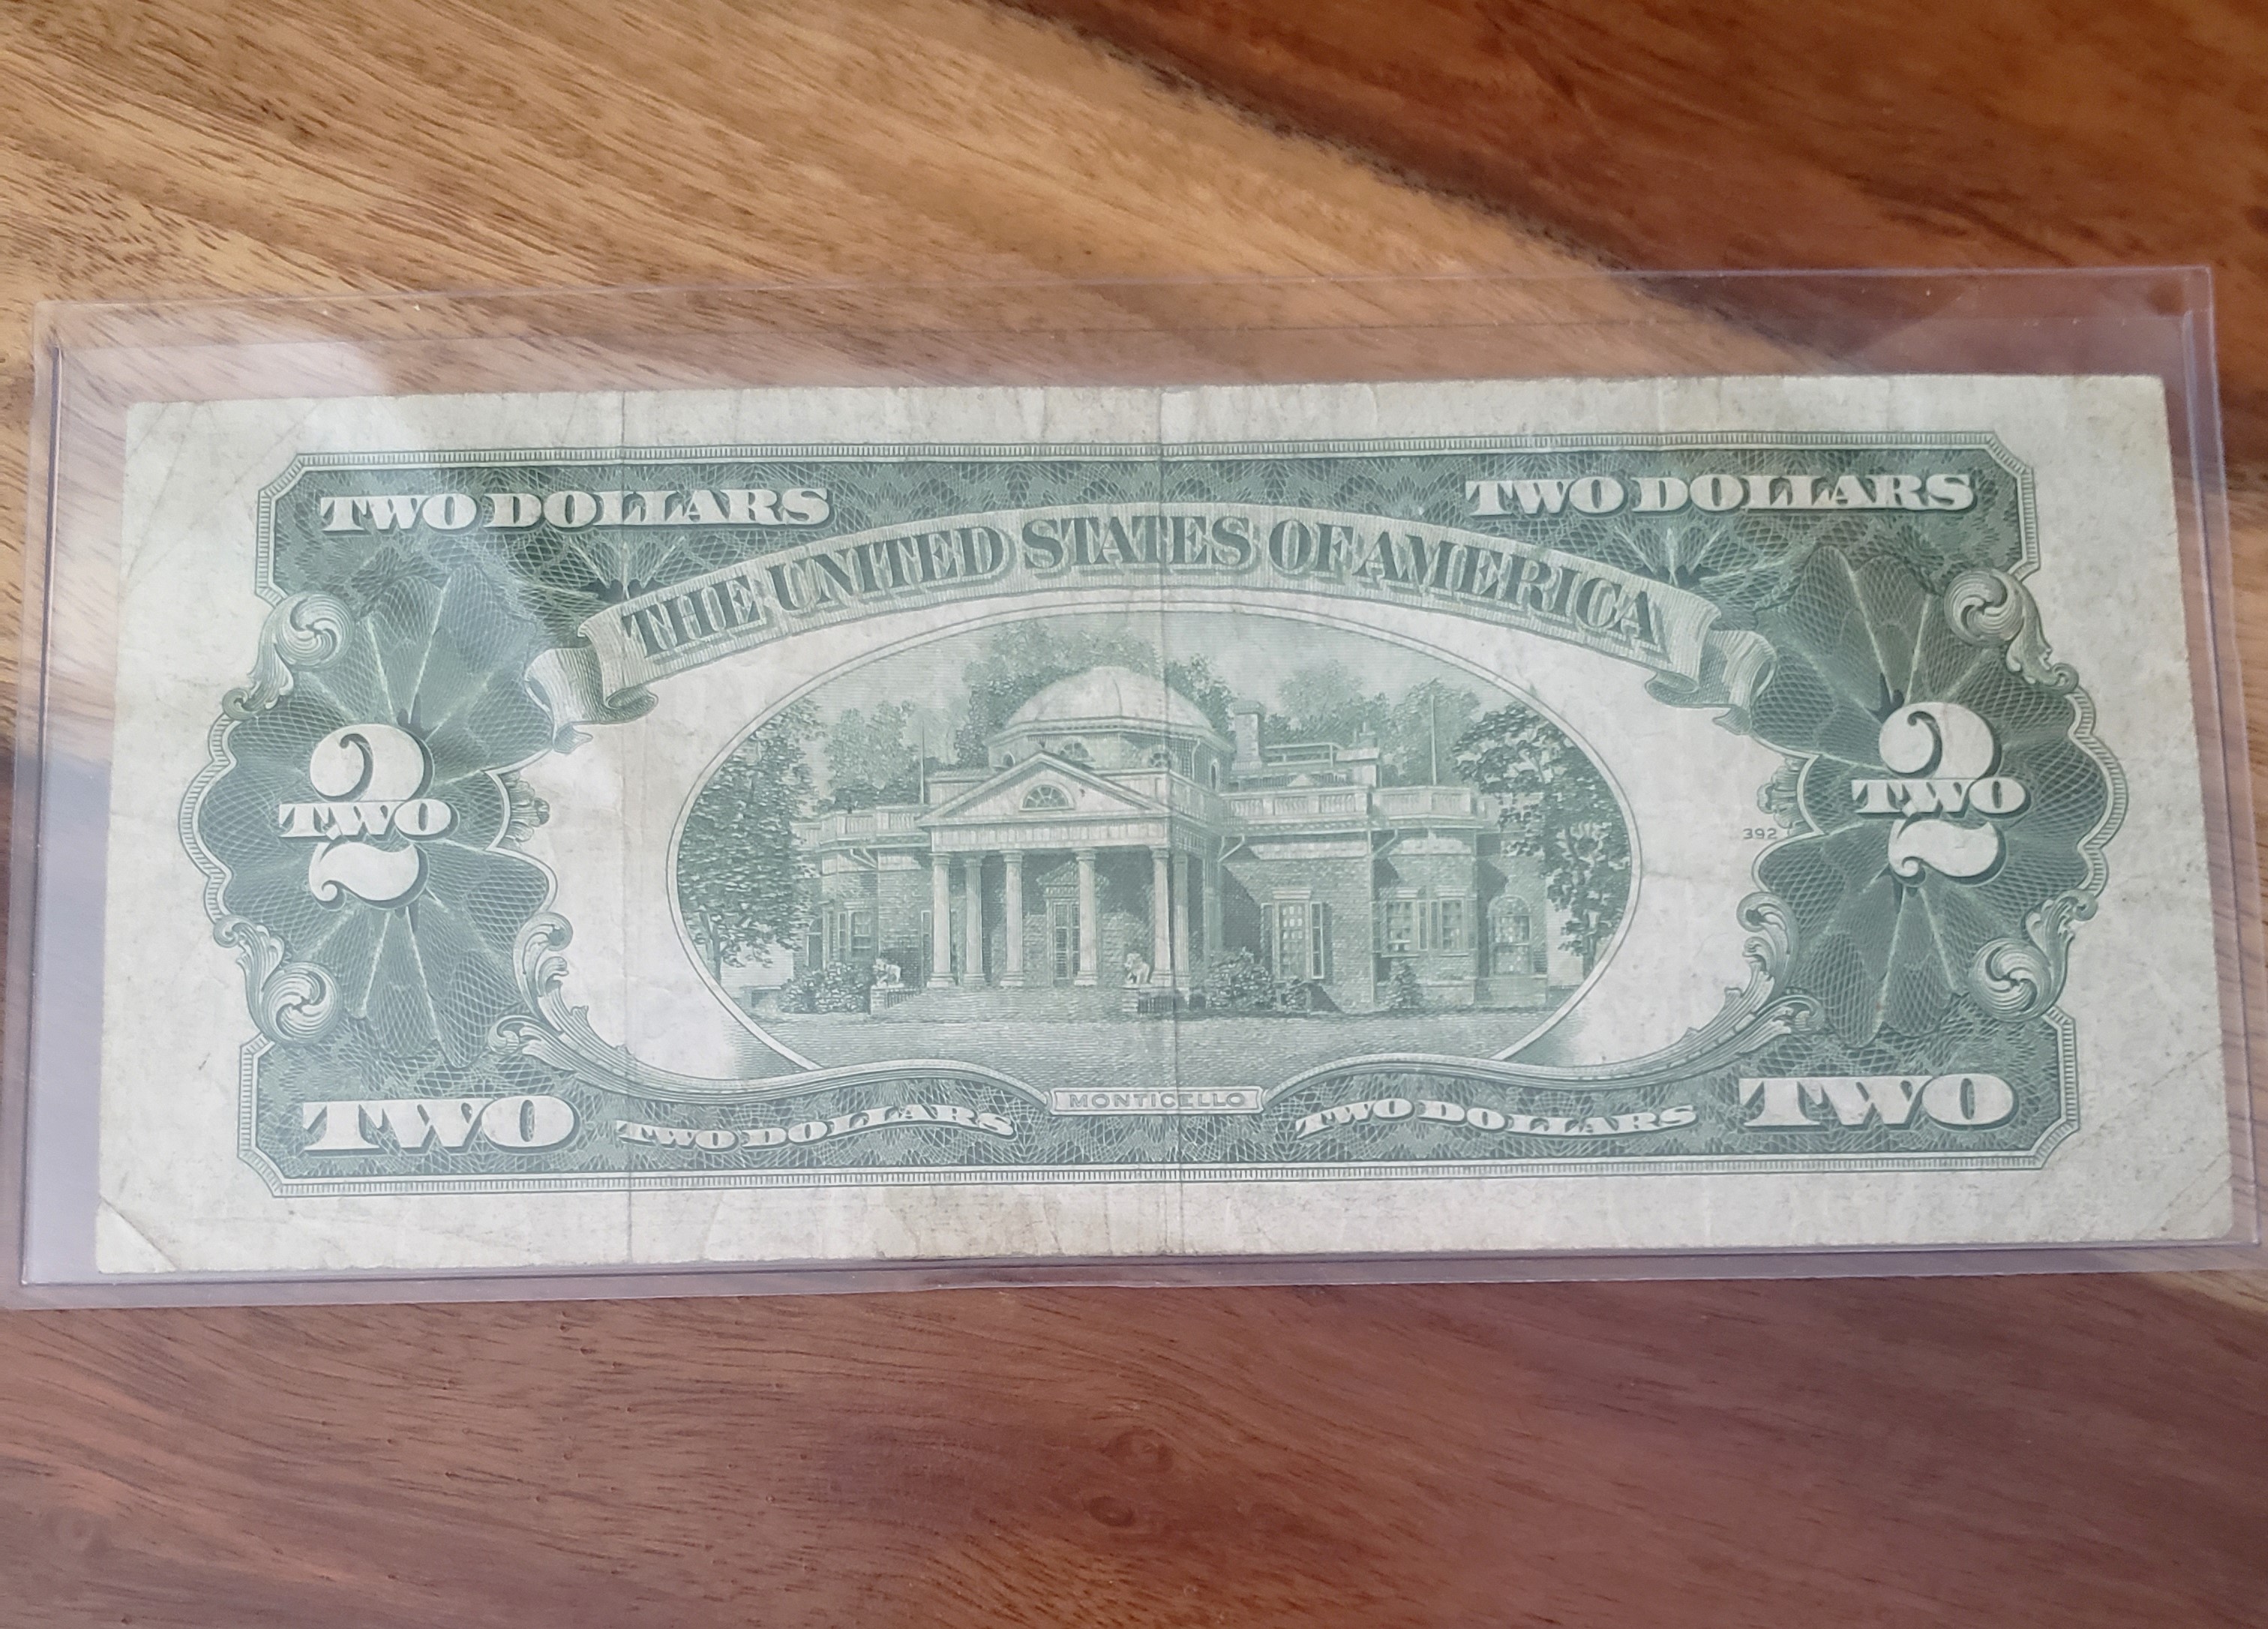 TWO DOLLARS
TWO DOLLARS
THE UNITED STATES OF AMERICA
2
TWO
2
TWO
392
TWO
TWO DOLLARS
MONTICELLO
TWO DOLLARS
TWO